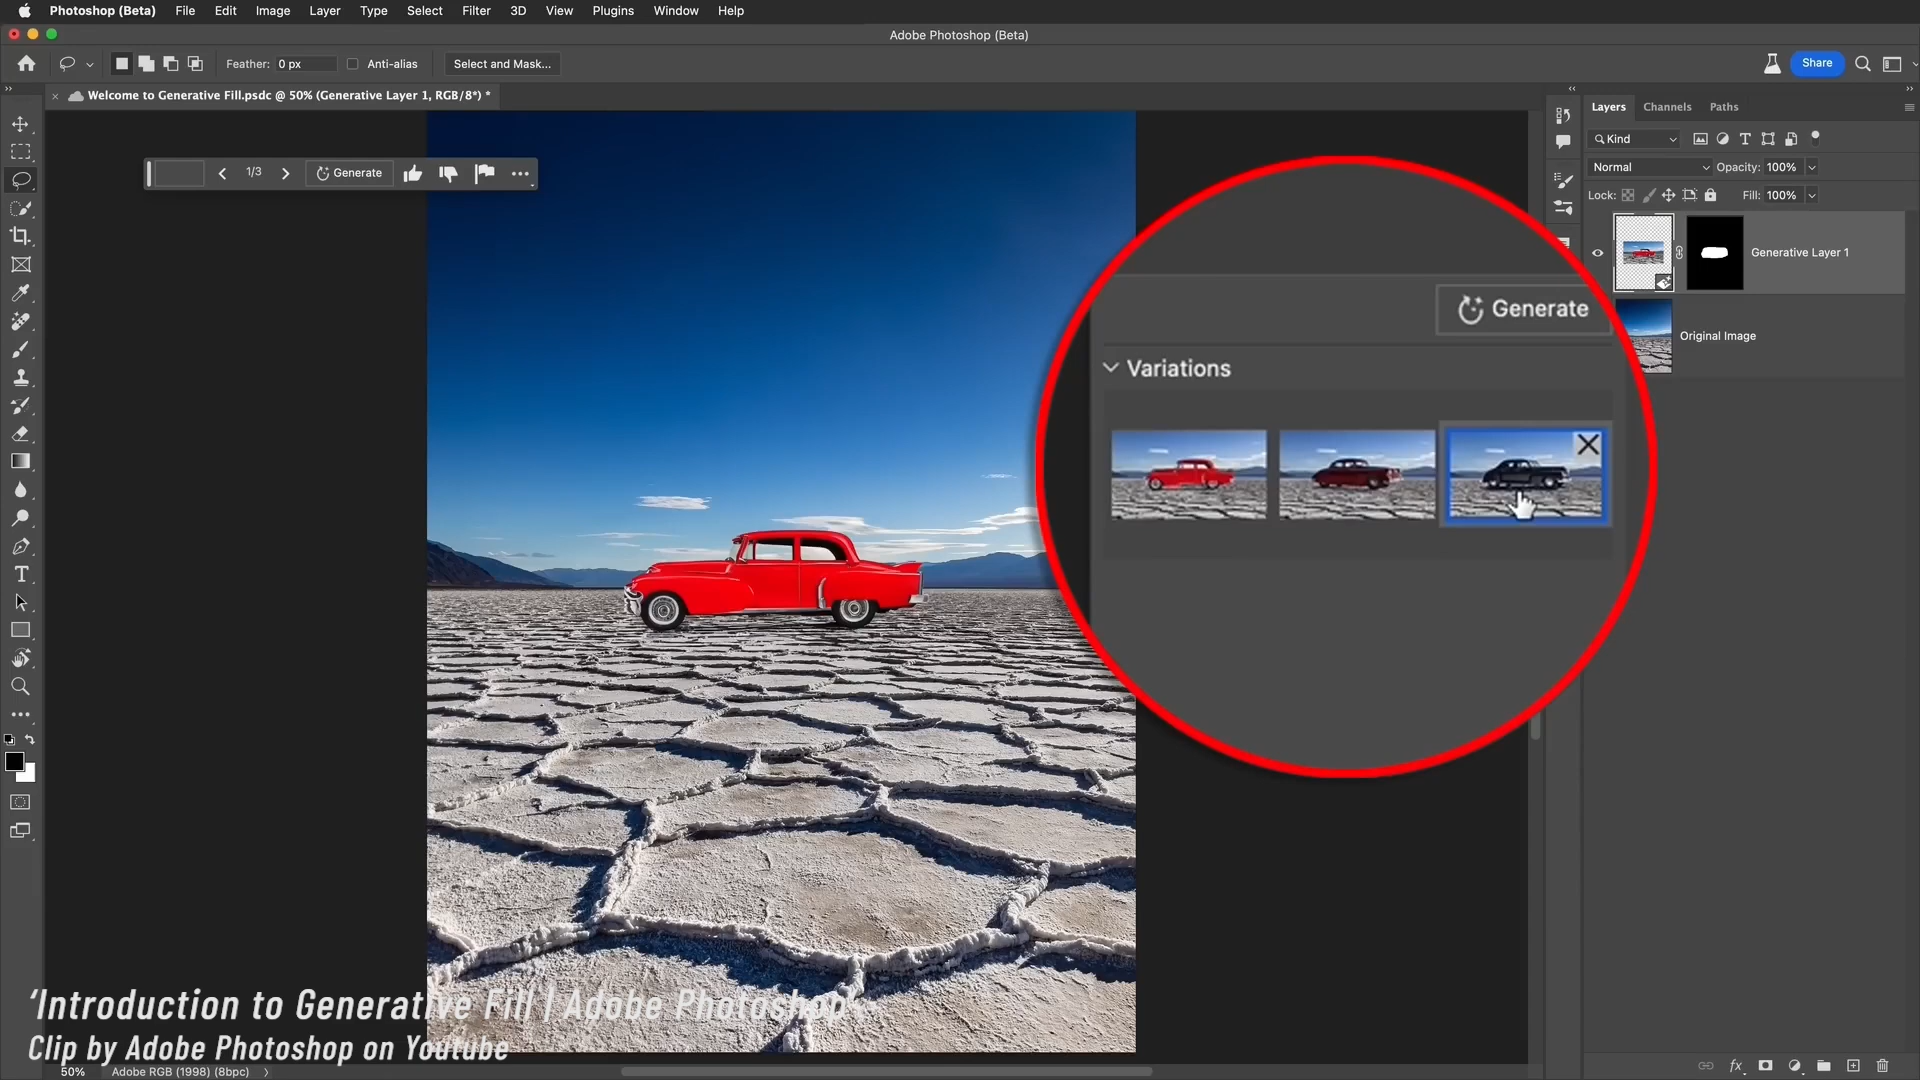 Photoshop (Beta) File Edit Image Layer Type Select Filter 3D View Plugins Window Help
Adobe Photoshop (Beta)
Feather: 0 px Anti-alias Select and Mask... Share
Welcome to Generative Fill.psdc @ 50% (Generative Layer 1, RGB/8*) *
Layers Channels Paths
Kind
1/3 Generate
Normal Opacity: 100%
Lock: Fill: 100%
Generative Layer 1
Generate
Original Image
Variations
'Introduction to Generative Fill | Adobe Photoshop'
Clip by Adobe Photoshop on Youtube
50% Adobe RGB (1998) (8bpc)